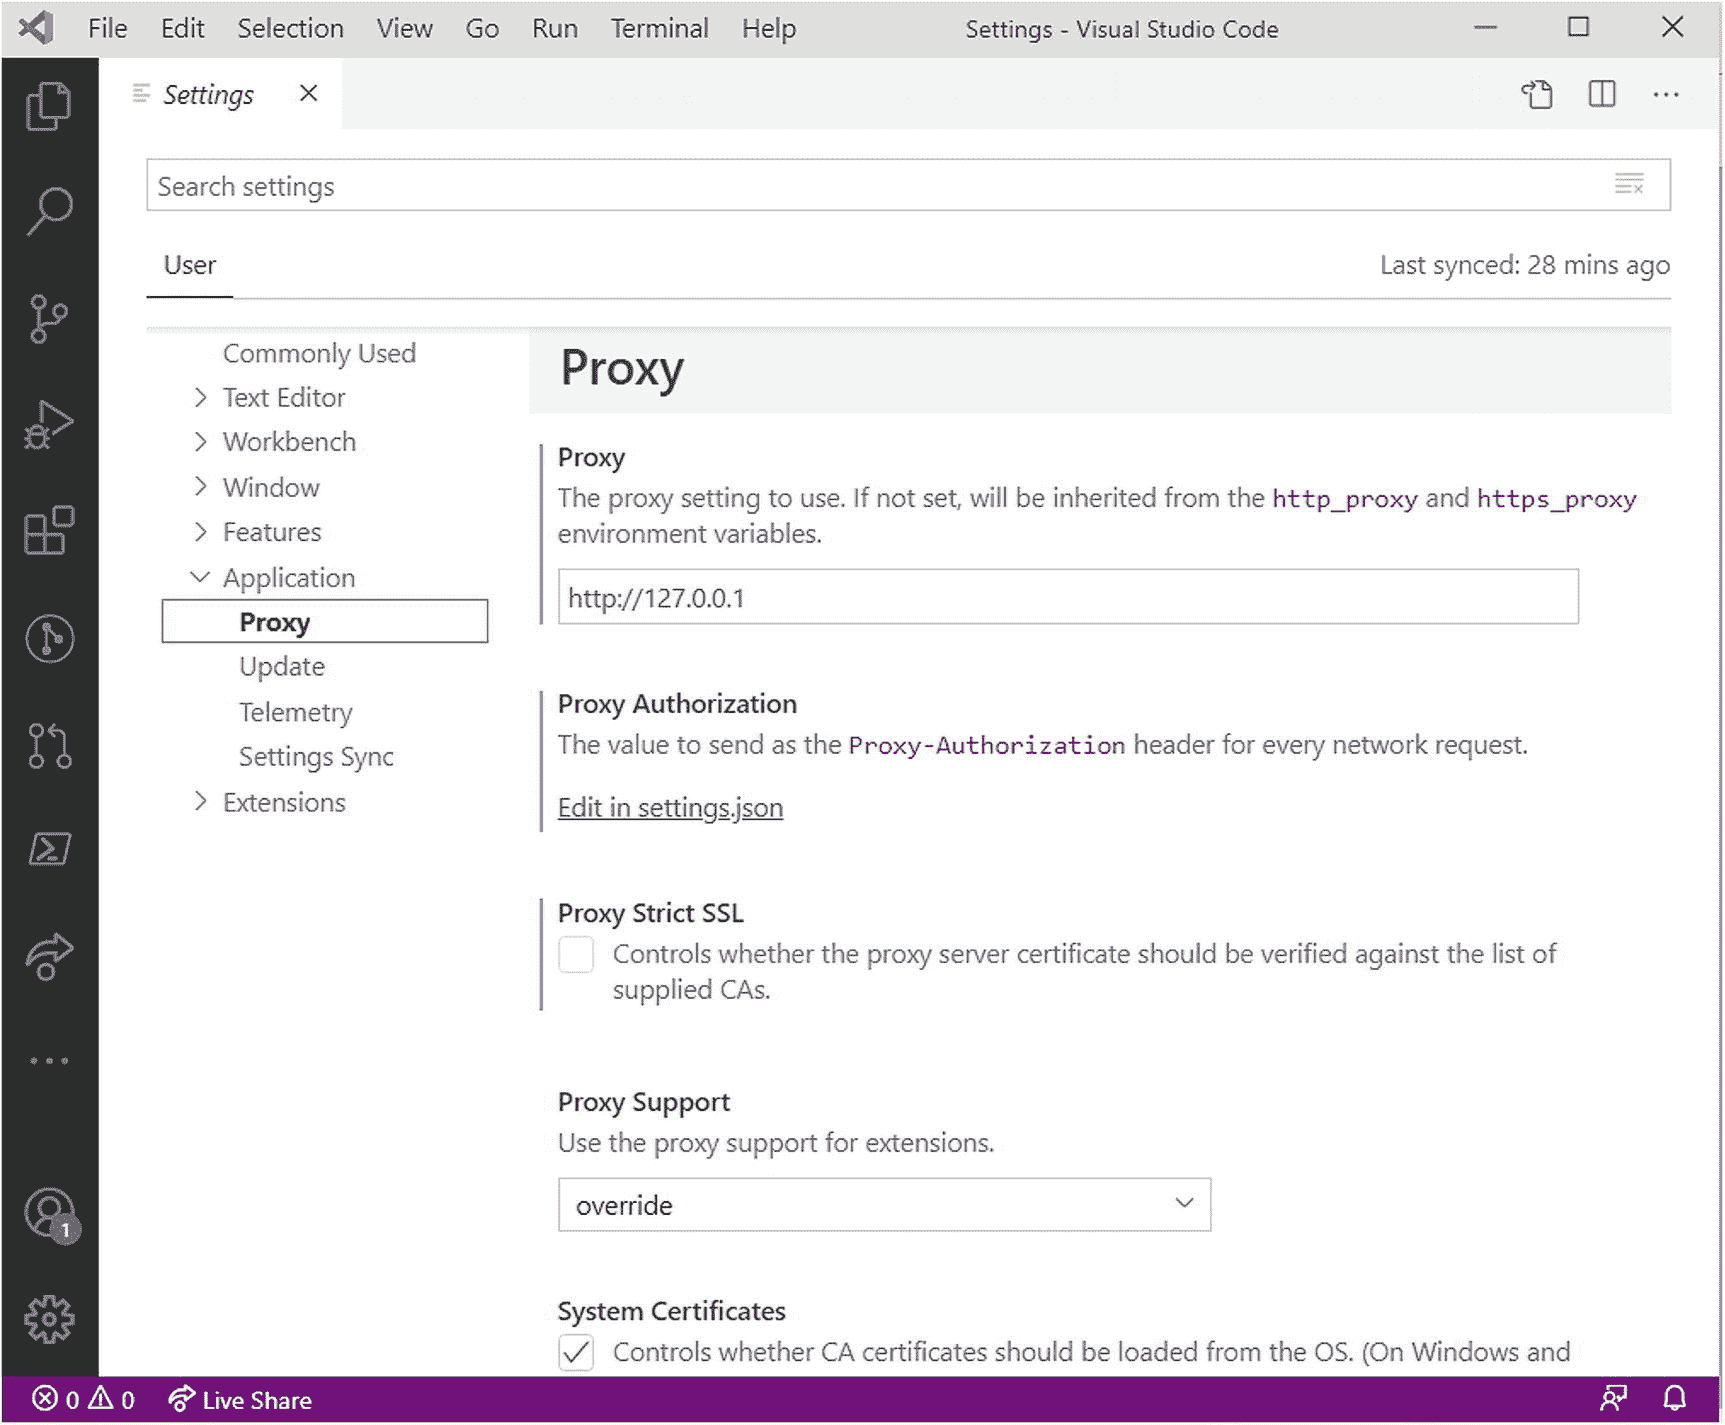 File Edit Selection View Go Run Terminal Help Settings - Visual Studio Code
Settings
Search settings
User Last synced: 28 mins ago
Commonly Used
Text Editor
Workbench
Window
Features
Application
Proxy
Update
Telemetry
Settings Sync
Extensions
Proxy
Proxy
The proxy setting to use. If not set, will be inherited from the http_proxy and https_proxy
environment variables.
http://127.0.0.1
Proxy Authorization
The value to send as the Proxy-Authorization header for every network request.
Edit in settings.json
Proxy Strict SSL
Controls whether the proxy server certificate should be verified against the list of
supplied CAs.
Proxy Support
Use the proxy support for extensions.
override
System Certificates
Controls whether CA certificates should be loaded from the OS. (On Windows and
1
0 0 Live Share